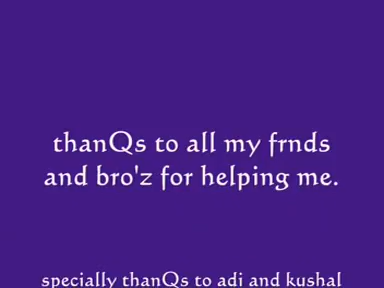 thanQs to all my frnds
and bro'z for helping me.
specially thanQs to adi and kushal